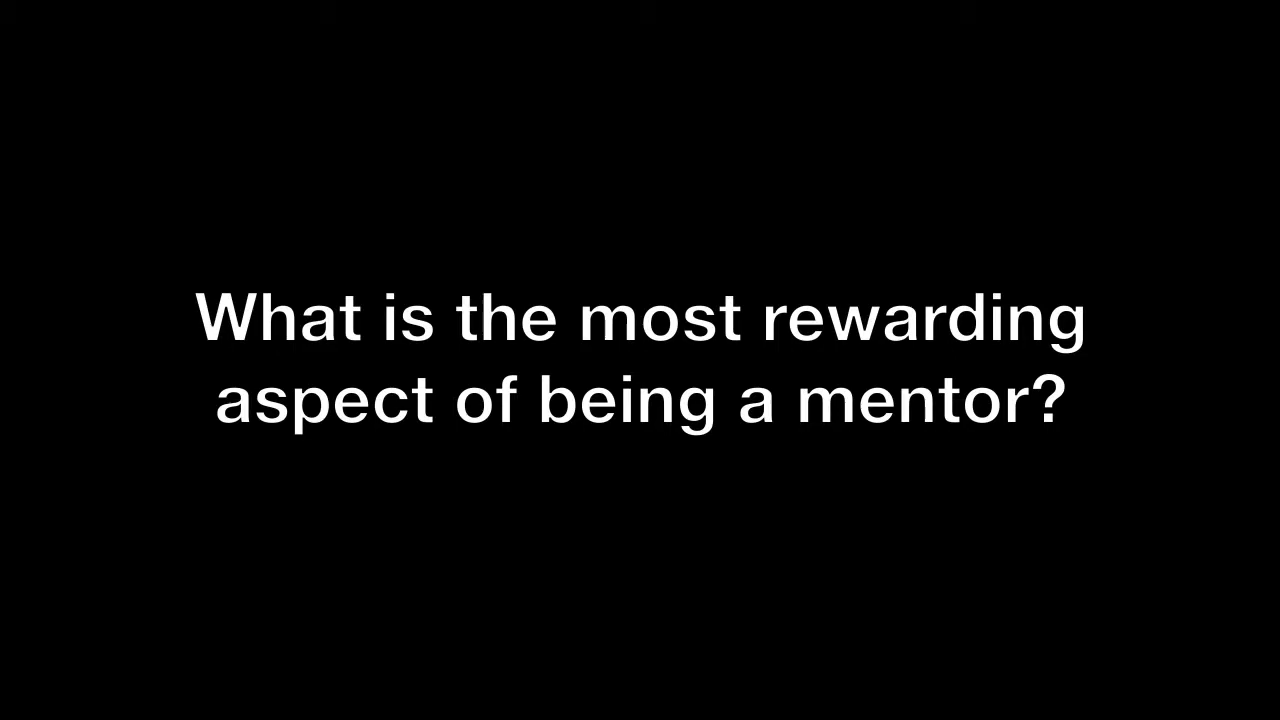 What is the most rewarding
aspect of being a mentor?